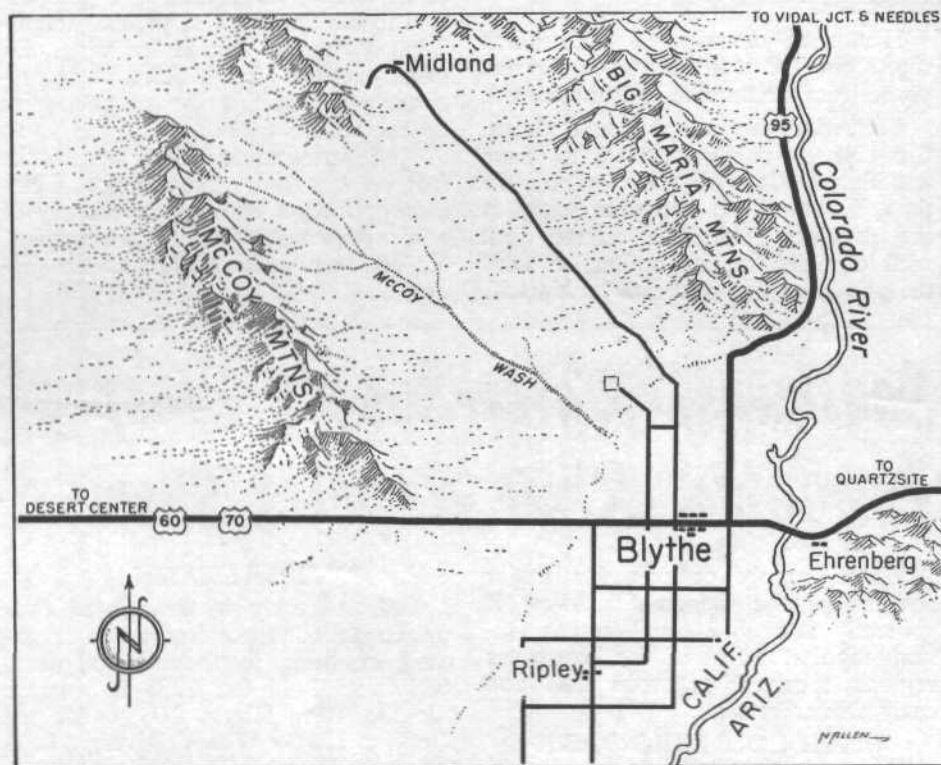 TO VIDAL JCT. & NEEDLES
Midland
BIG MARIA MTNS
95
Colorado River
McCOY MTNS
McCOY WASH
TO
DESERT CENTER
60
70
TO
QUARTZSITE
Blythe
Ehrenberg
Ripley
CALIF.
ARIZ.
N
N. ALLEN